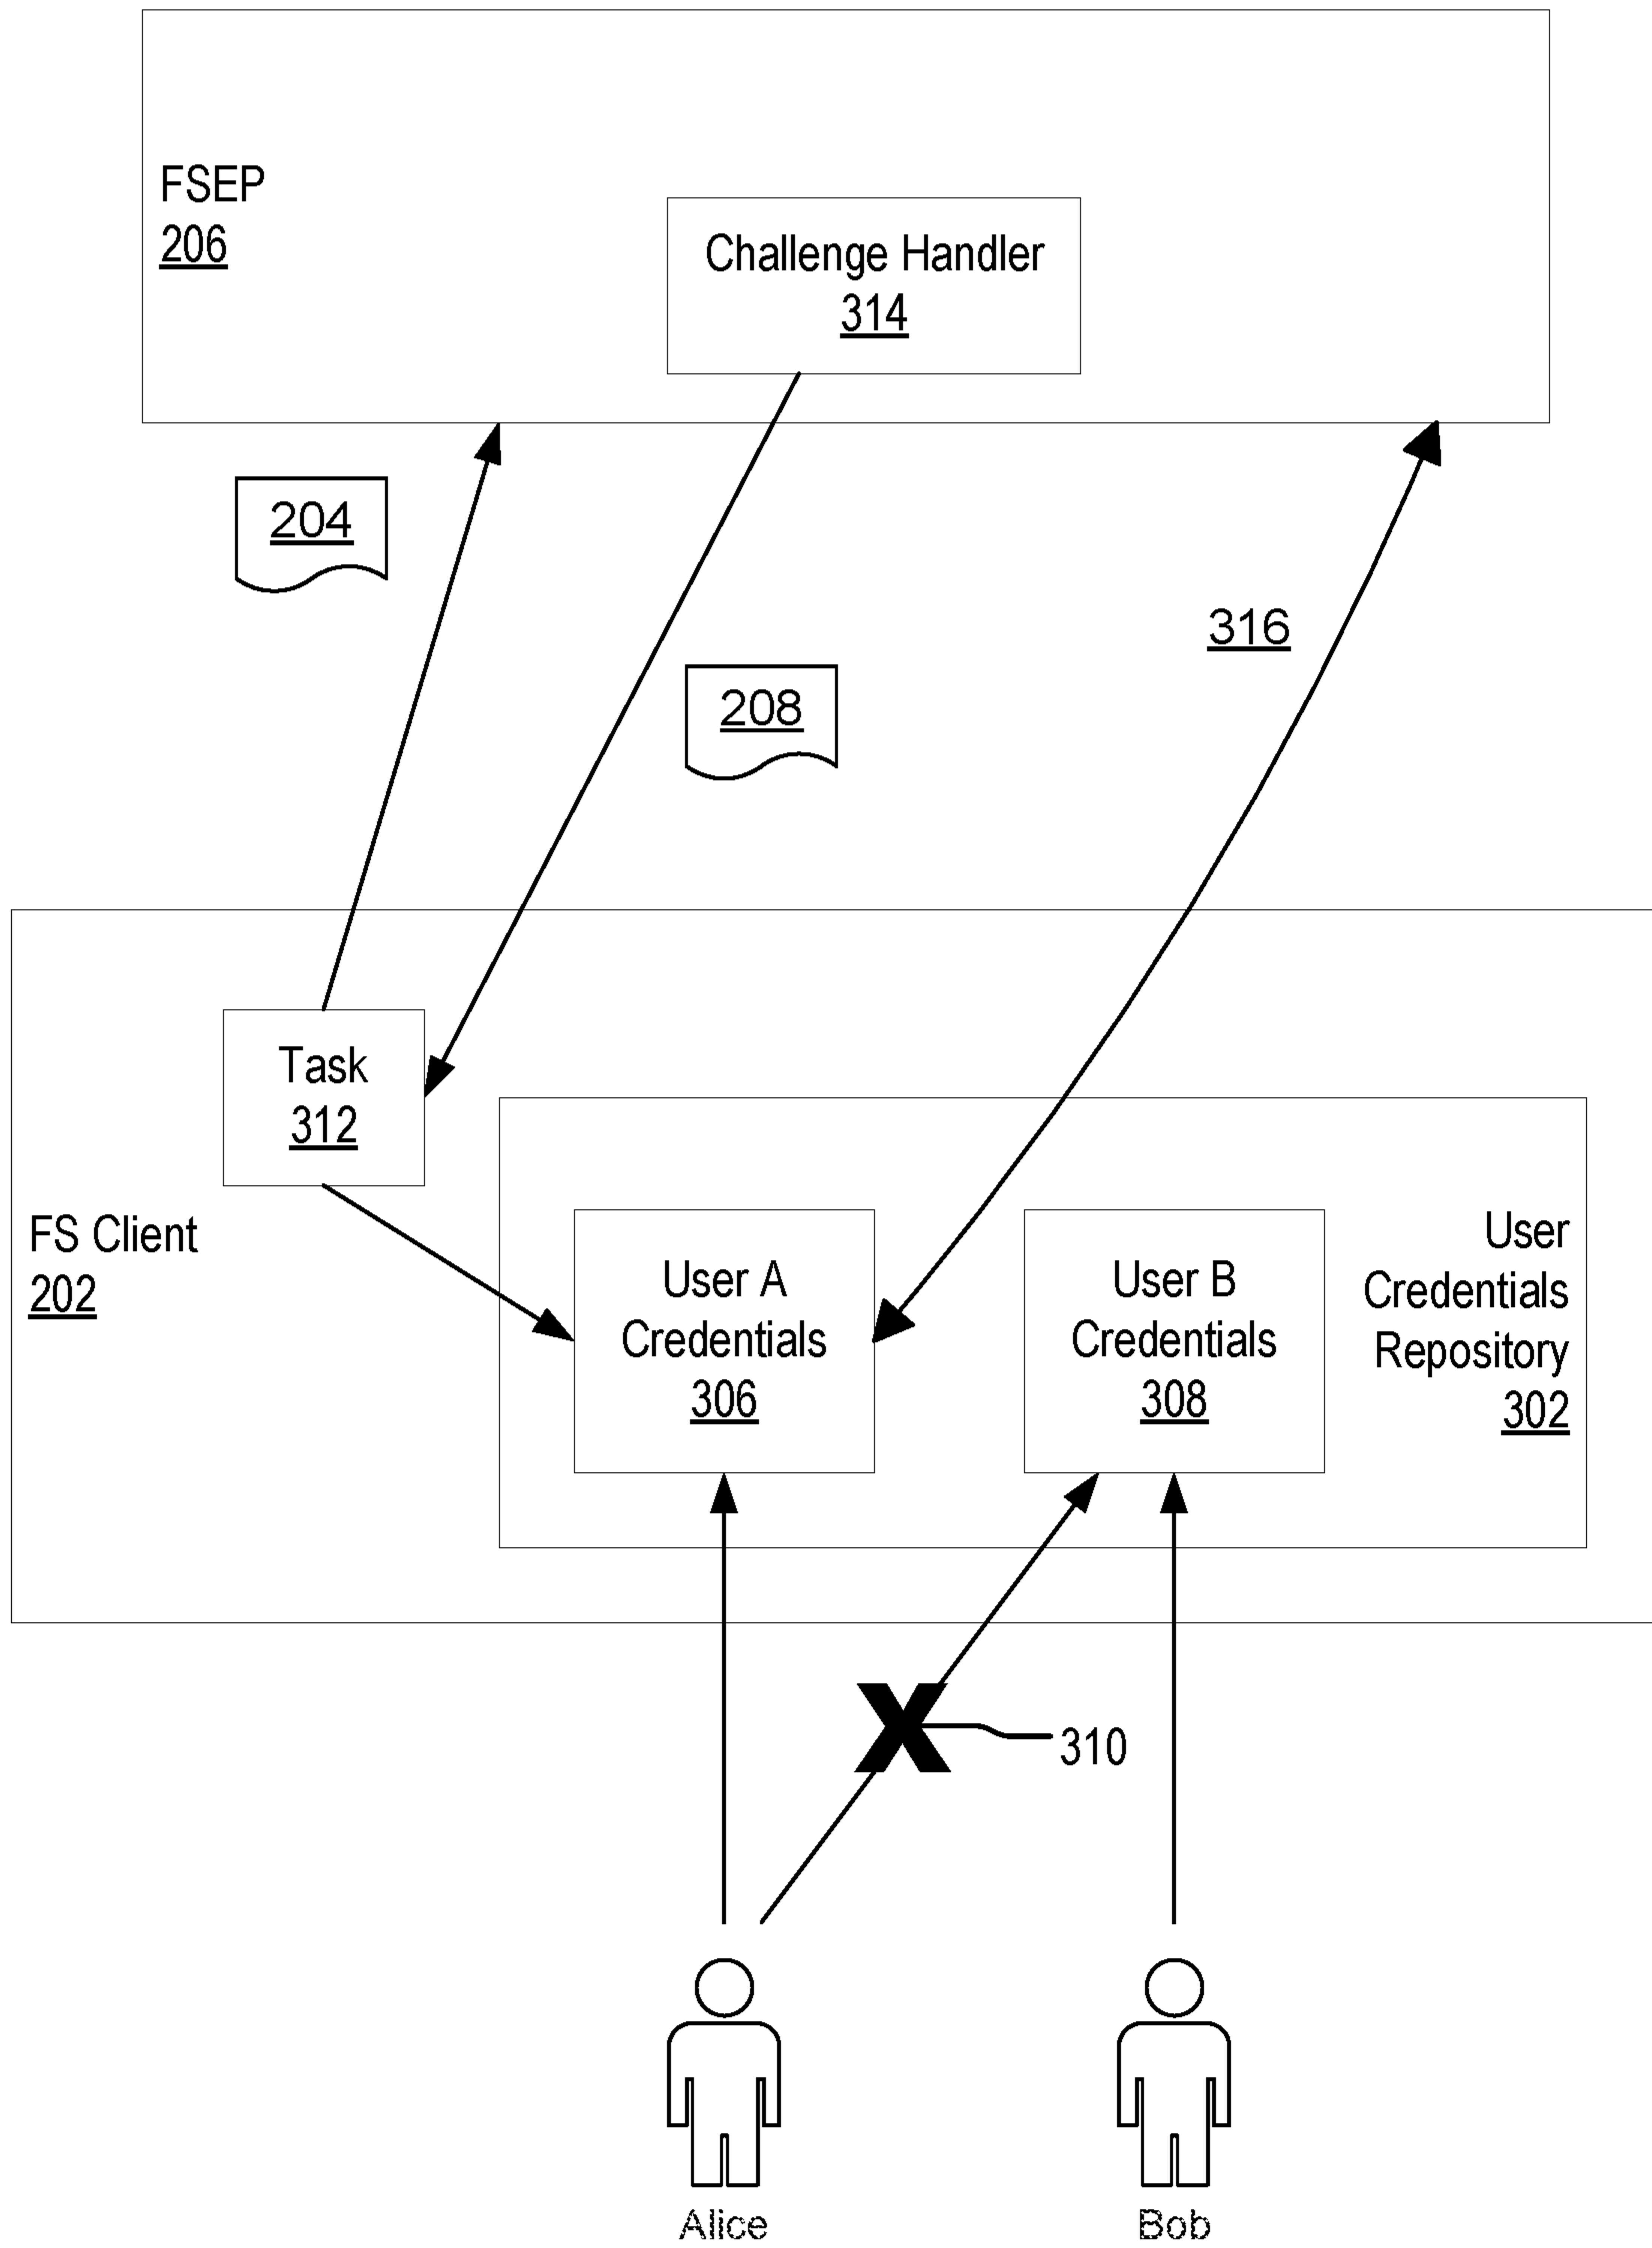 FSEP
206
Challenge Handler
314
204
316
208
Task
312
FS Client
202
User A
Credentials
306
User B
Credentials
308
User
Credentials
Repository
302
310
Alice
Bob